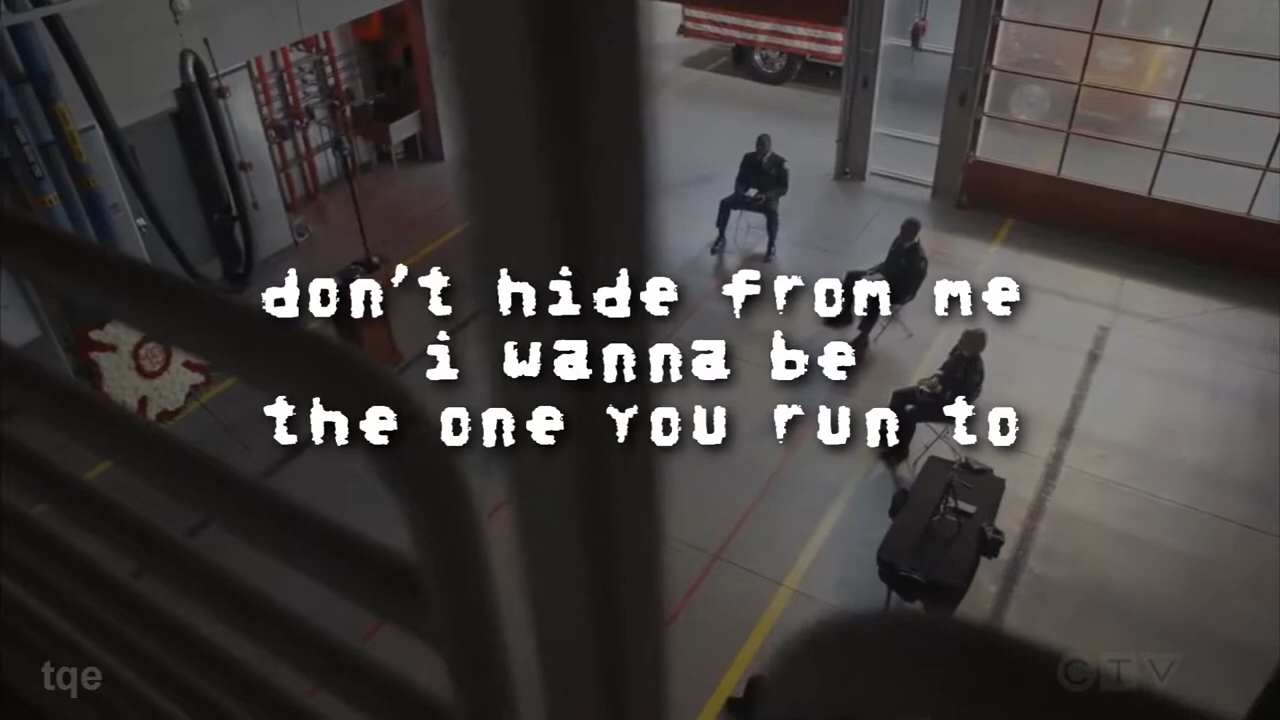 don't hide from me
i wanna be
the one you run to
tqe
CTV